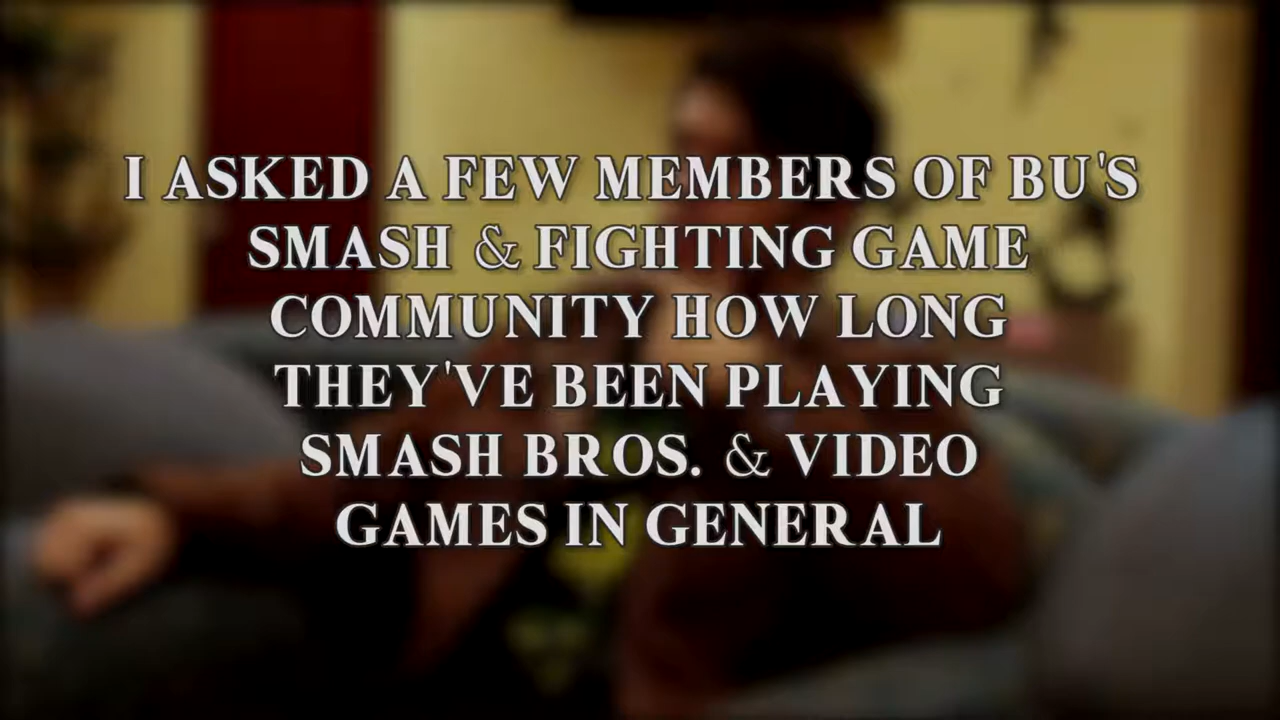 I ASKED A FEW MEMBERS OF BU'S
SMASH & FIGHTING GAME
COMMUNITY HOW LONG
THEY'VE BEEN PLAYING
SMASH BROS. & VIDEO
GAMES IN GENERAL